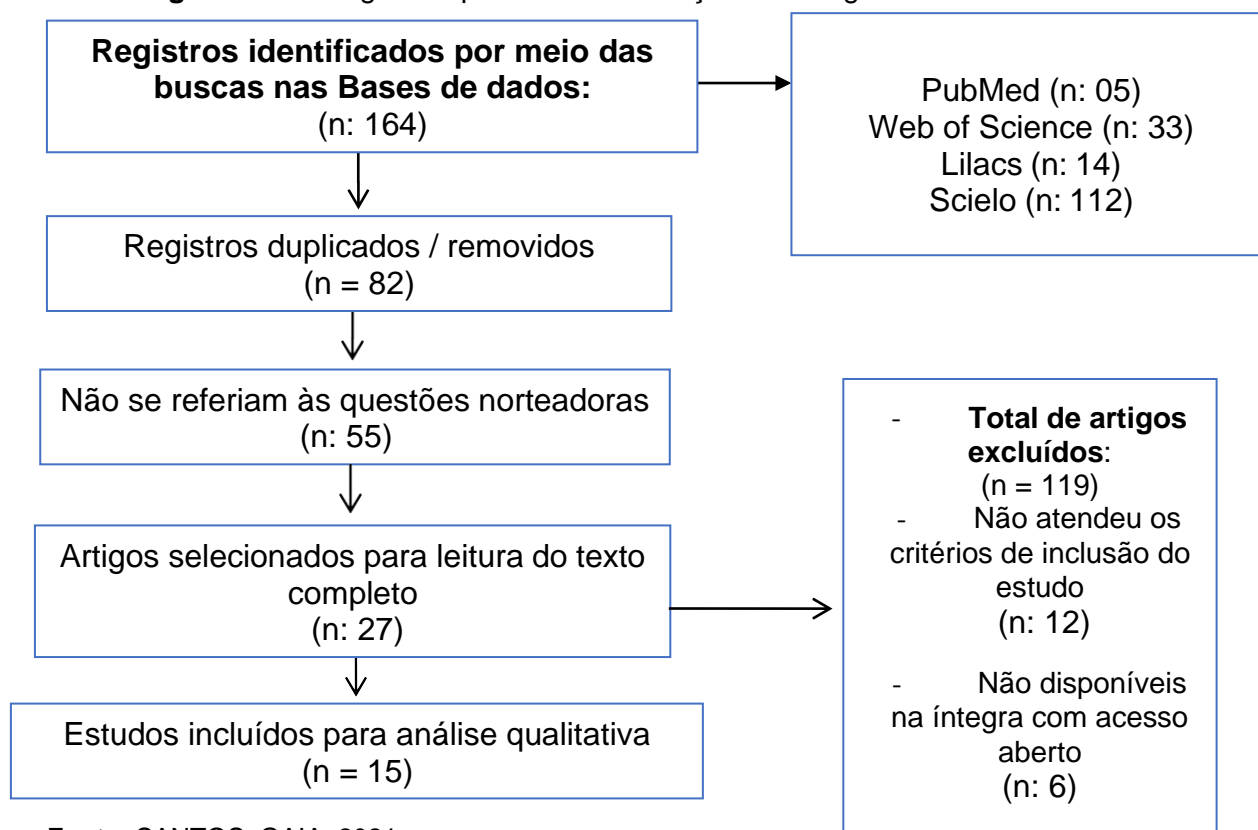 Registros identificados por meio das
buscas nas Bases de dados:
(n: 164)
PubMed (n: 05)
Web of Science (n: 33)
Lilacs (n: 14)
Scielo (n: 112)
Registros duplicados / removidos
(n = 82)
Não se referiam às questões norteadoras
(n: 55)
Artigos selecionados para leitura do texto
completo
(n: 27)
- Total de artigos
excluídos:
(n = 119)
- Não atendeu os
critérios de inclusão do
estudo
(n: 12)
- Não disponíveis
na íntegra com acesso
aberto
(n: 6)
Estudos incluídos para análise qualitativa
(n = 15)